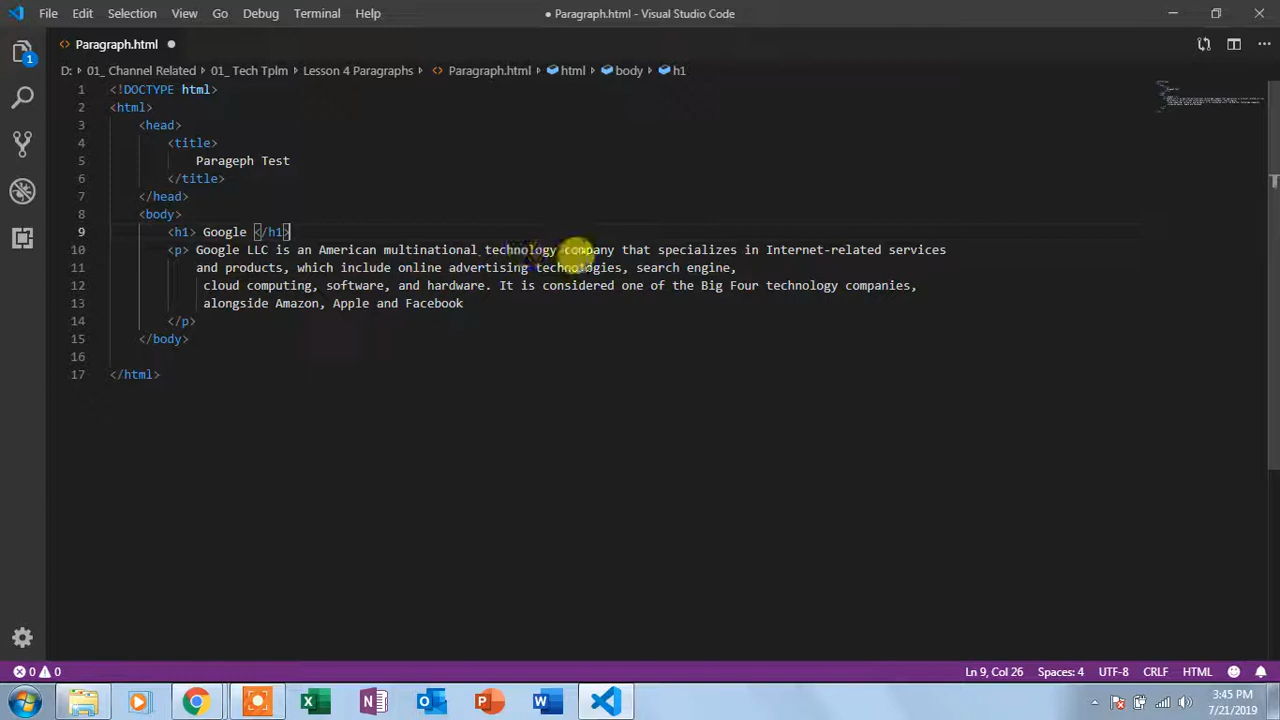 File Edit Selection View Go Debug Terminal Help ● Paragraph.html - Visual Studio Code
<> Paragraph.html ●
D: › 01_ Channel Related › 01_ Tech Tplm › Lesson 4 Paragraphs › <> Paragraph.html › html › body › h1
1 <!DOCTYPE html>
2 <html>
3 <head>
4 <title>
5 Parageph Test
6 </title>
7 </head>
8 <body>
9 <h1> Google </h1>
10 <p> Google LLC is an American multinational technology company that specializes in Internet-related services
11 and products, which include online advertising technologies, search engine,
12 cloud computing, software, and hardware. It is considered one of the Big Four technology companies,
13 alongside Amazon, Apple and Facebook
14 </p>
15 </body>
16
17 </html>
1
0 0 Ln 9, Col 26 Spaces: 4 UTF-8 CRLF HTML
3:45 PM
7/21/2019